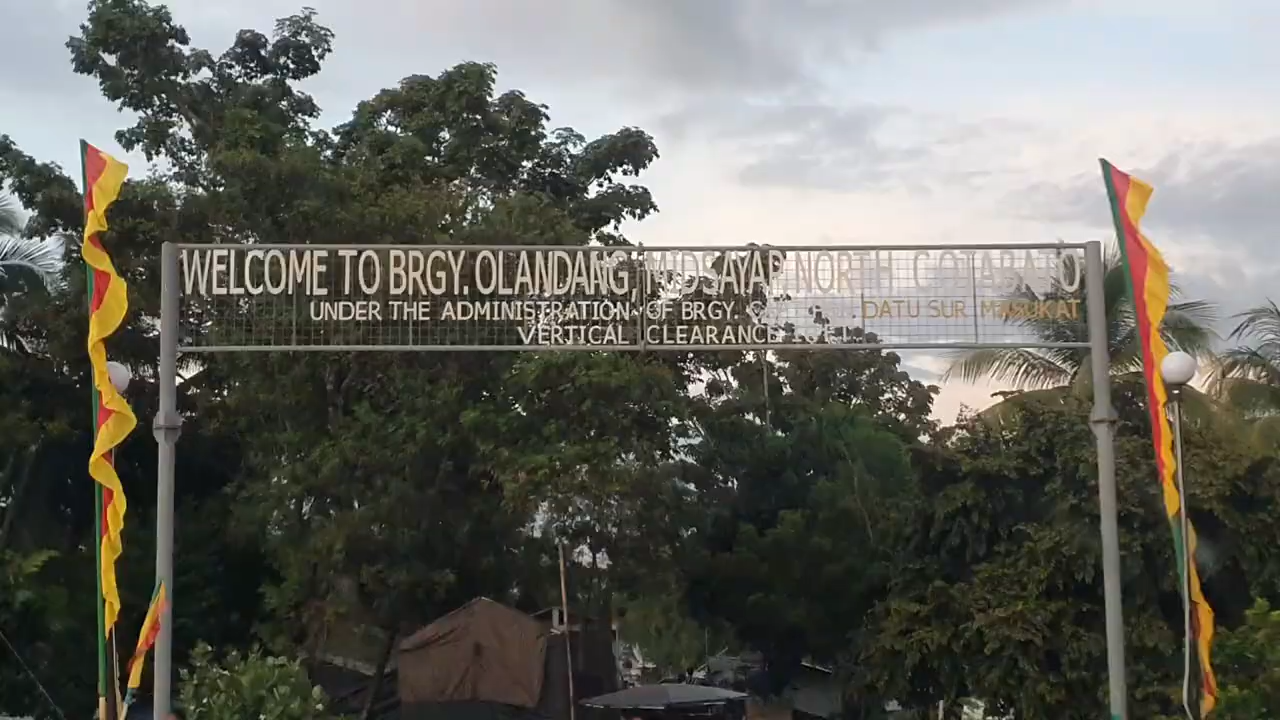 WELCOME TO BRGY. OLANDANG, MIDSAYAP, NORTH COTABATO
UNDER THE ADMINISTRATION OF BRGY. DATU SUR MASUKAT
VERTICAL CLEARANCE